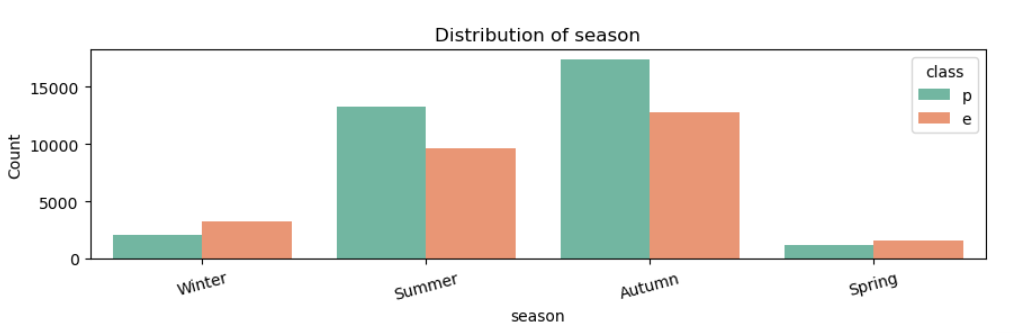 Distribution of season
class
p
e
15000
10000
5000
0
Count
Winter
Summer
Autumn
Spring
season